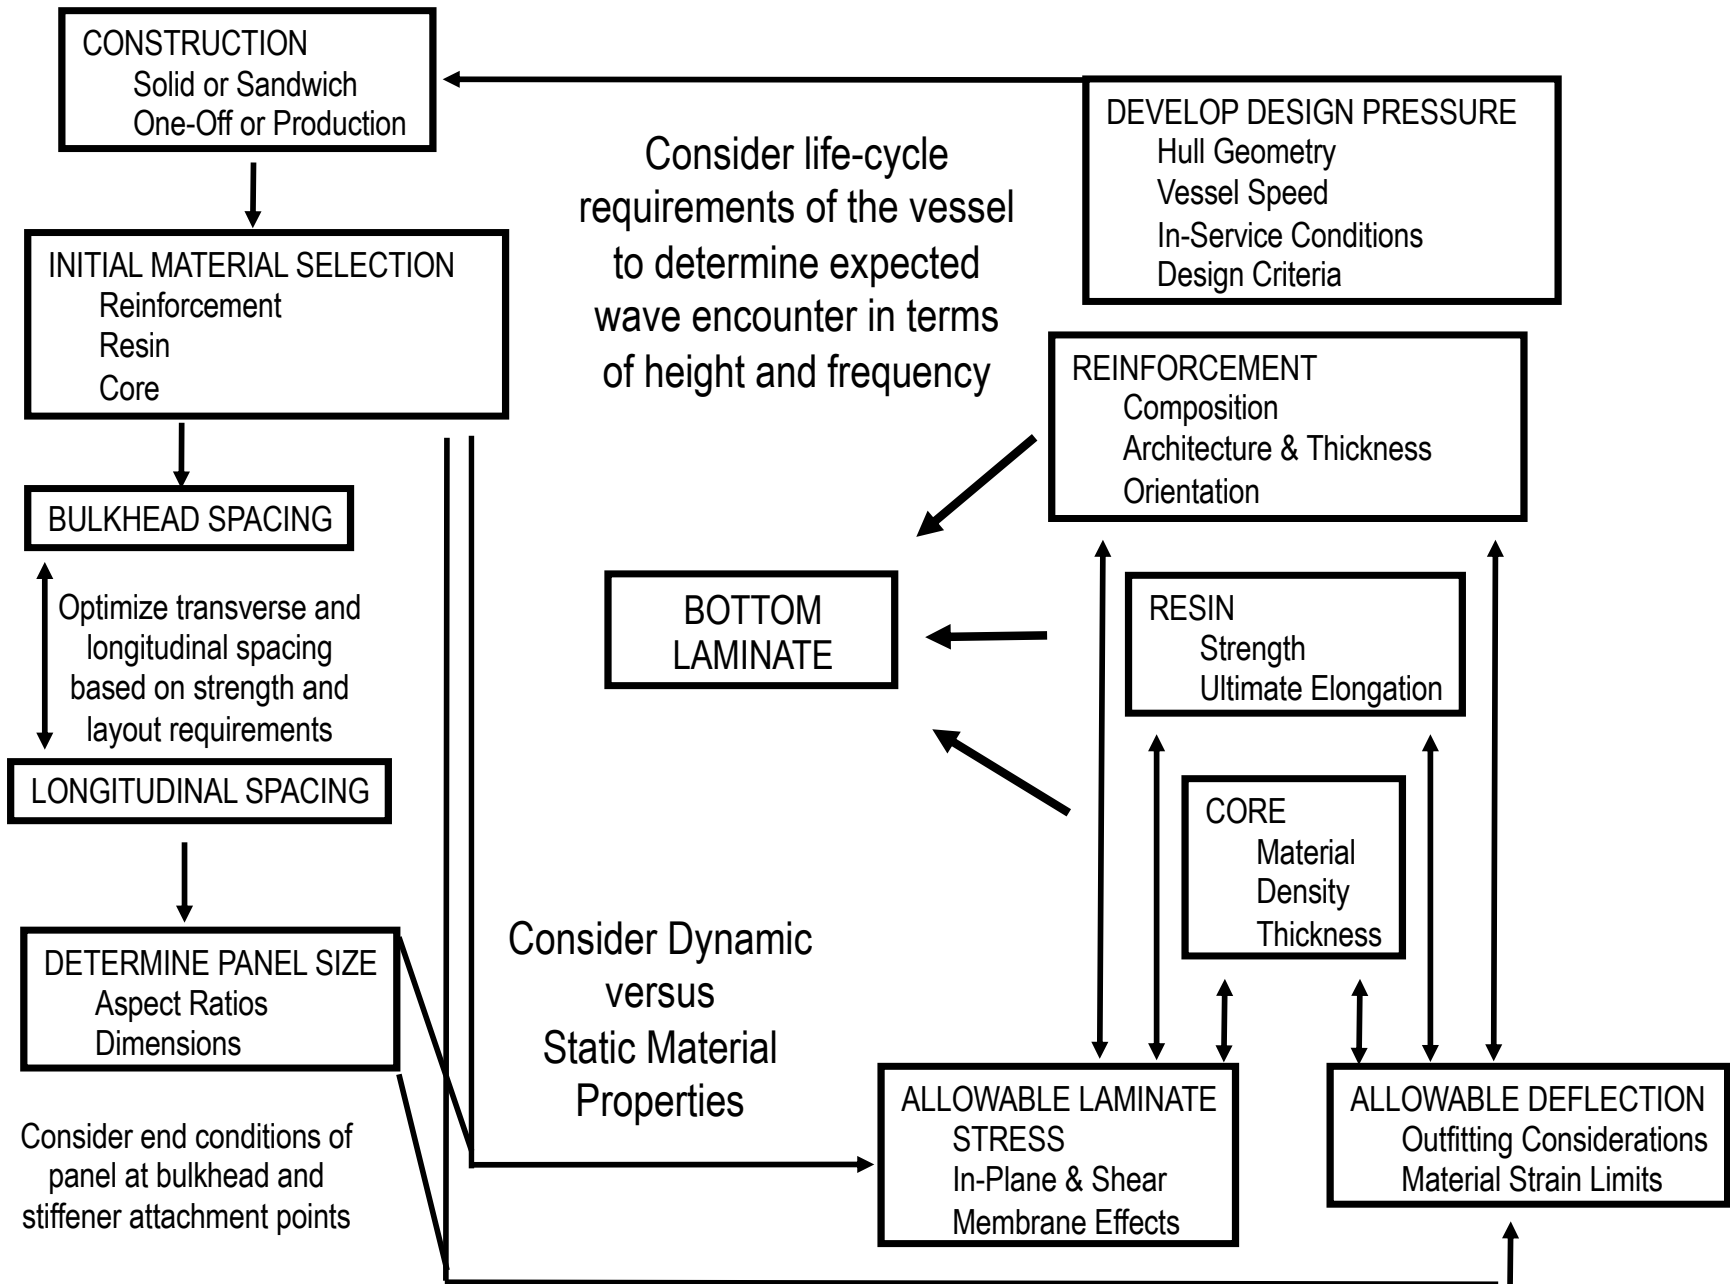 CONSTRUCTION
Solid or Sandwich
One-Off or Production
DEVELOP DESIGN PRESSURE
Hull Geometry
Vessel Speed
In-Service Conditions
Design Criteria
Consider life-cycle
requirements of the vessel
to determine expected
wave encounter in terms
of height and frequency
INITIAL MATERIAL SELECTION
Reinforcement
Resin
Core
REINFORCEMENT
Composition
Architecture & Thickness
Orientation
BULKHEAD SPACING
Optimize transverse and
longitudinal spacing
based on strength and
layout requirements
BOTTOM
LAMINATE
RESIN
Strength
Ultimate Elongation
LONGITUDINAL SPACING
CORE
Material
Density
Thickness
DETERMINE PANEL SIZE
Aspect Ratios
Dimensions
Consider Dynamic
versus
Static Material
Properties
Consider end conditions of
panel at bulkhead and
stiffener attachment points
ALLOWABLE LAMINATE
STRESS
In-Plane & Shear
Membrane Effects
ALLOWABLE DEFLECTION
Outfitting Considerations
Material Strain Limits